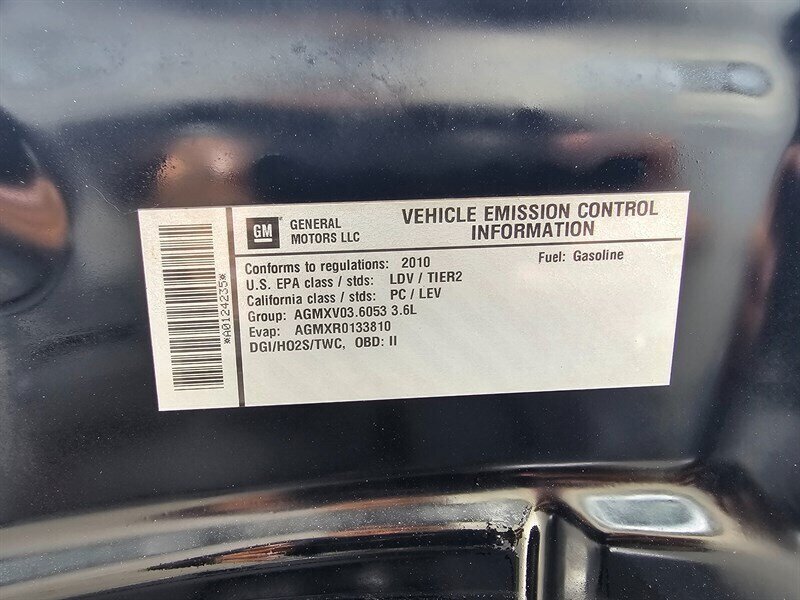 *A0124235*
GM
GENERAL
MOTORS LLC
VEHICLE EMISSION CONTROL
INFORMATION
Conforms to regulations: 2010
Fuel: Gasoline
U.S. EPA class / stds: LDV / TIER2
California class / stds: PC / LEV
Group: AGMXV03.6053 3.6L
Evap: AGMXR0133810
DGI/HO2S/TWC, OBD: II